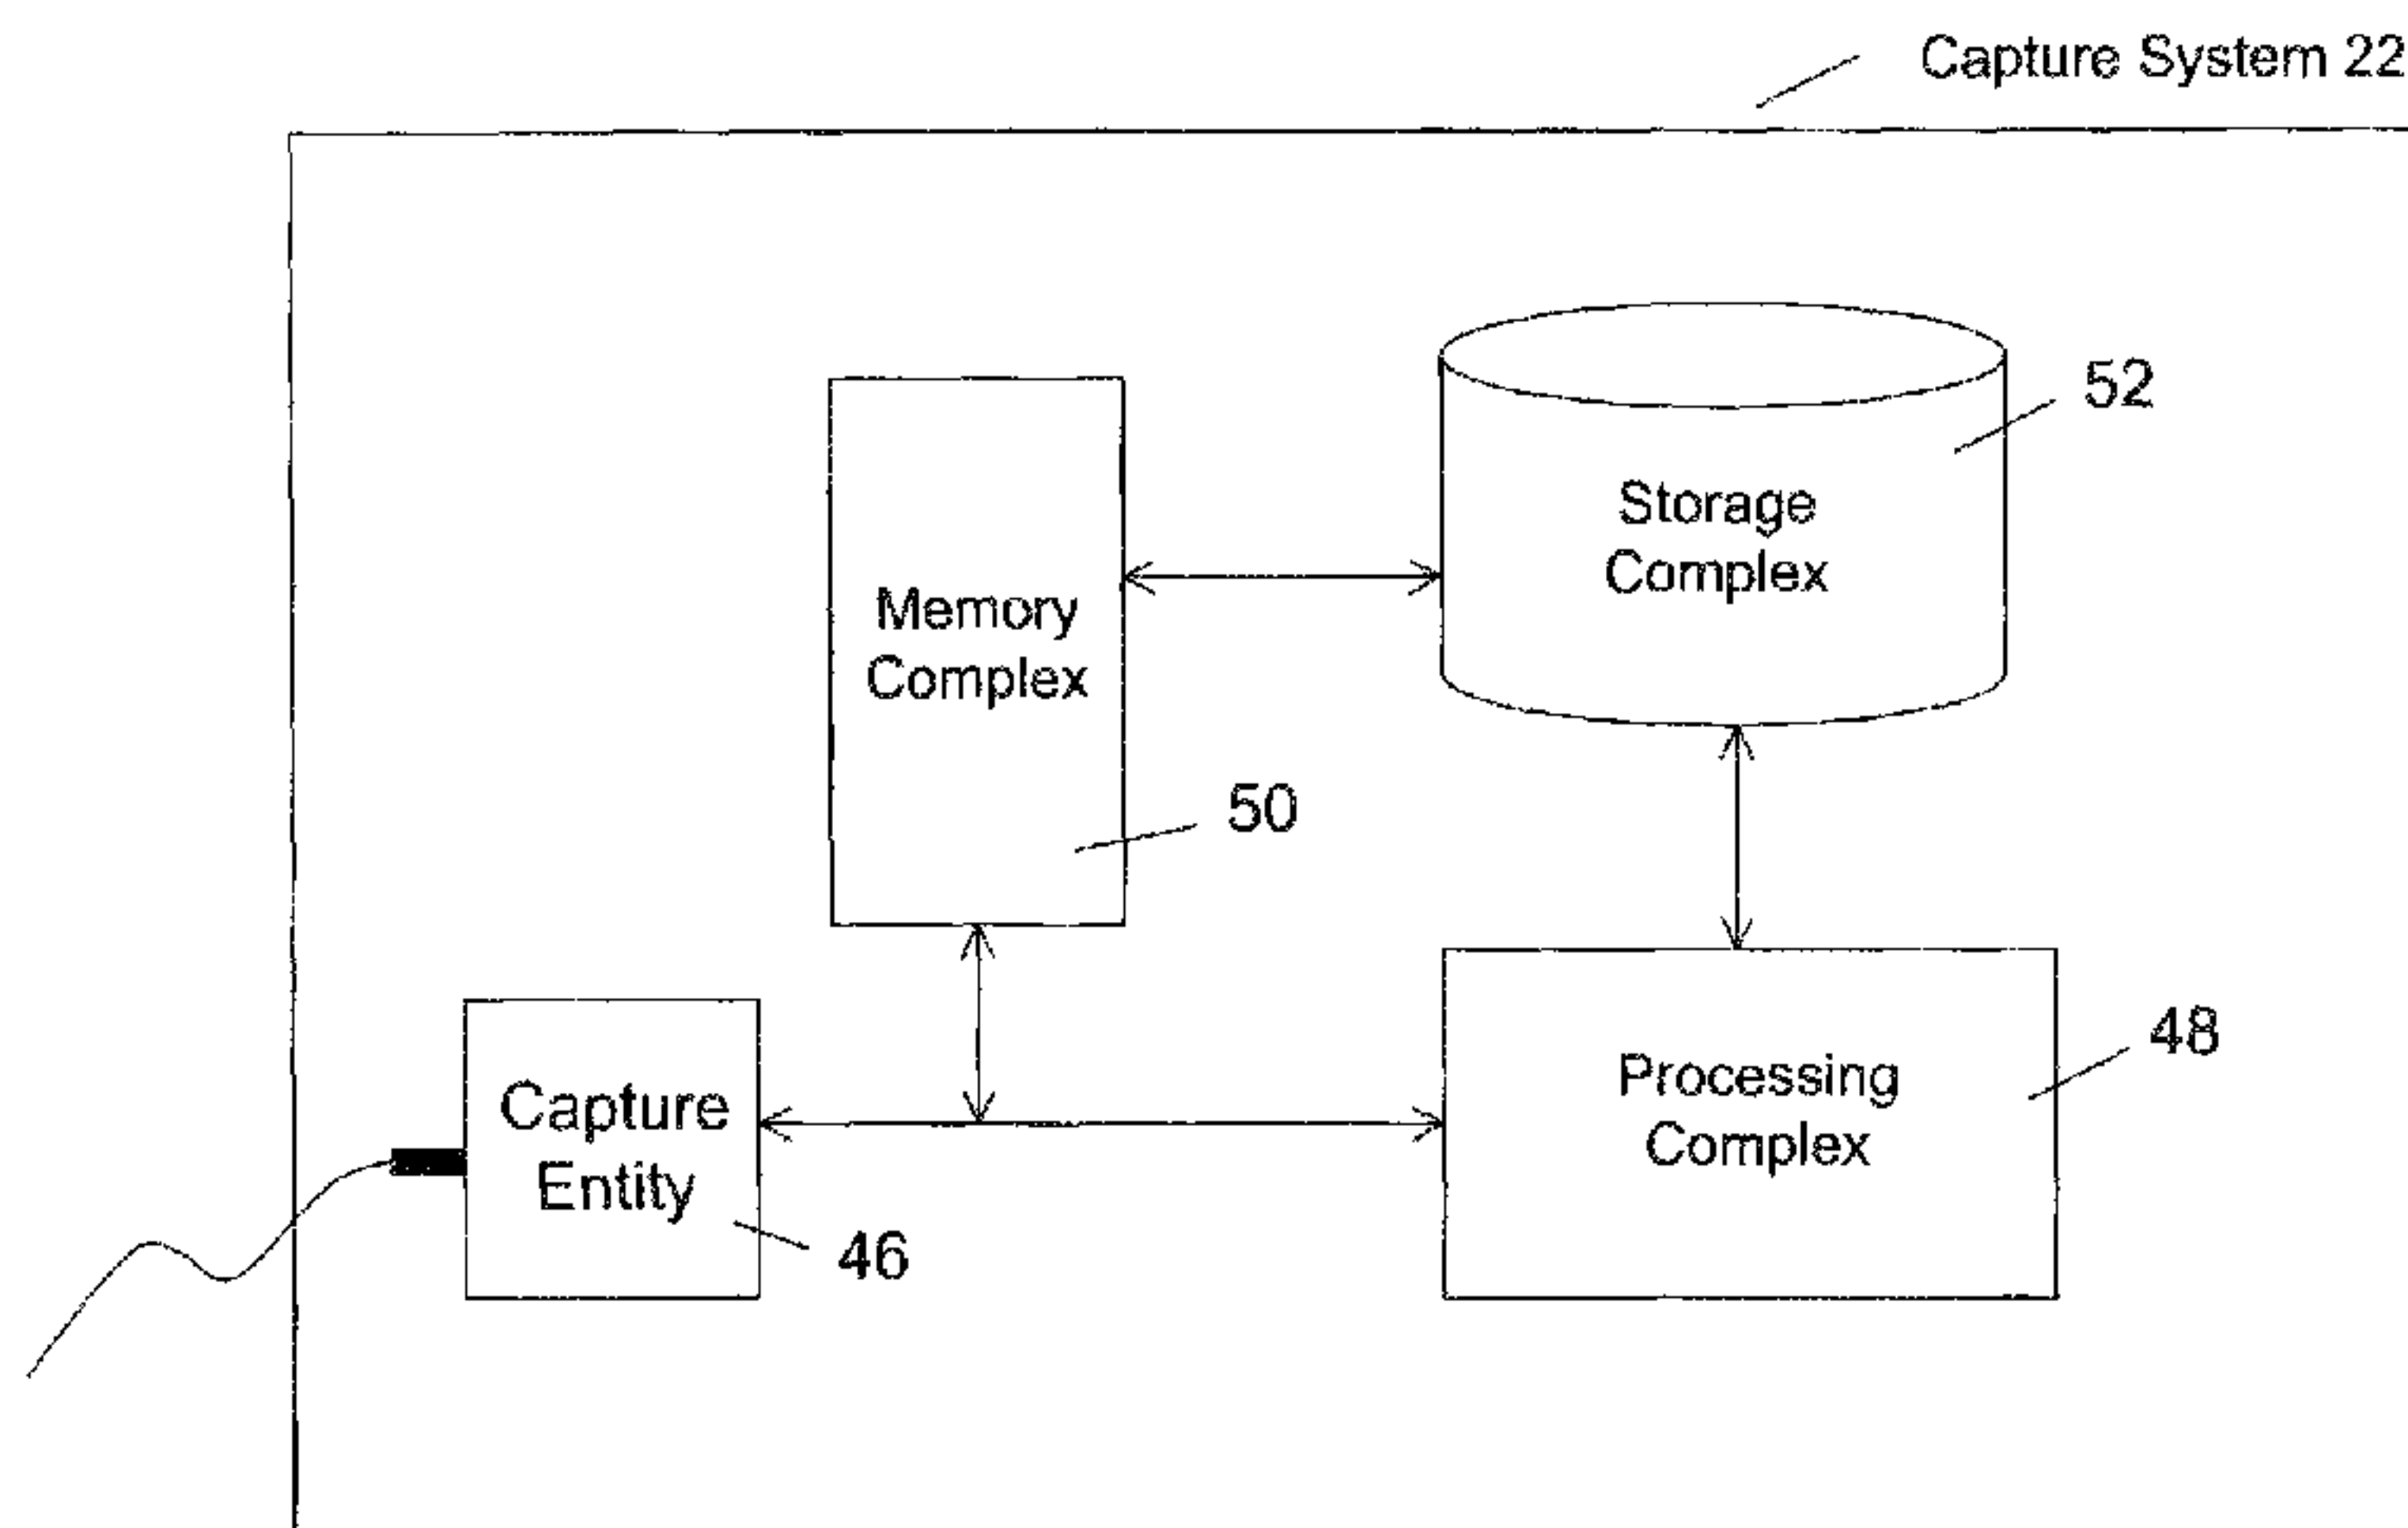 Capture System 22
52
Storage
Complex
Memory
Complex
50
Capture
Entity
46
Processing
Complex
48